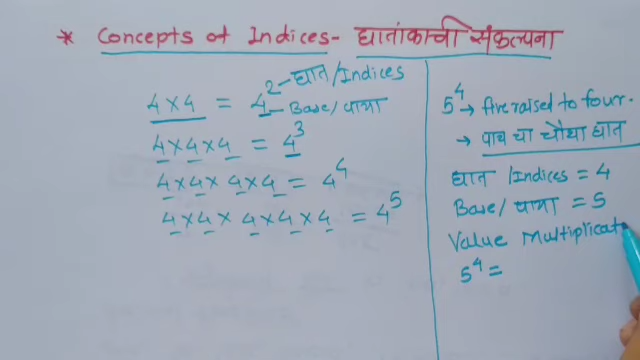 * Concepts of Indices- घातांकाची संकल्पना
4×4 = 4² – घात/Indices
– Base/पाया
4×4×4 = 4³
4×4×4×4 = 4⁴
4×4×4×4×4 = 4⁵
5⁴ → five raised to four.
→ पाच चा चौथा घात
घात /Indices = 4
Base/पाया = 5
Value Multiplicat
5⁴ =